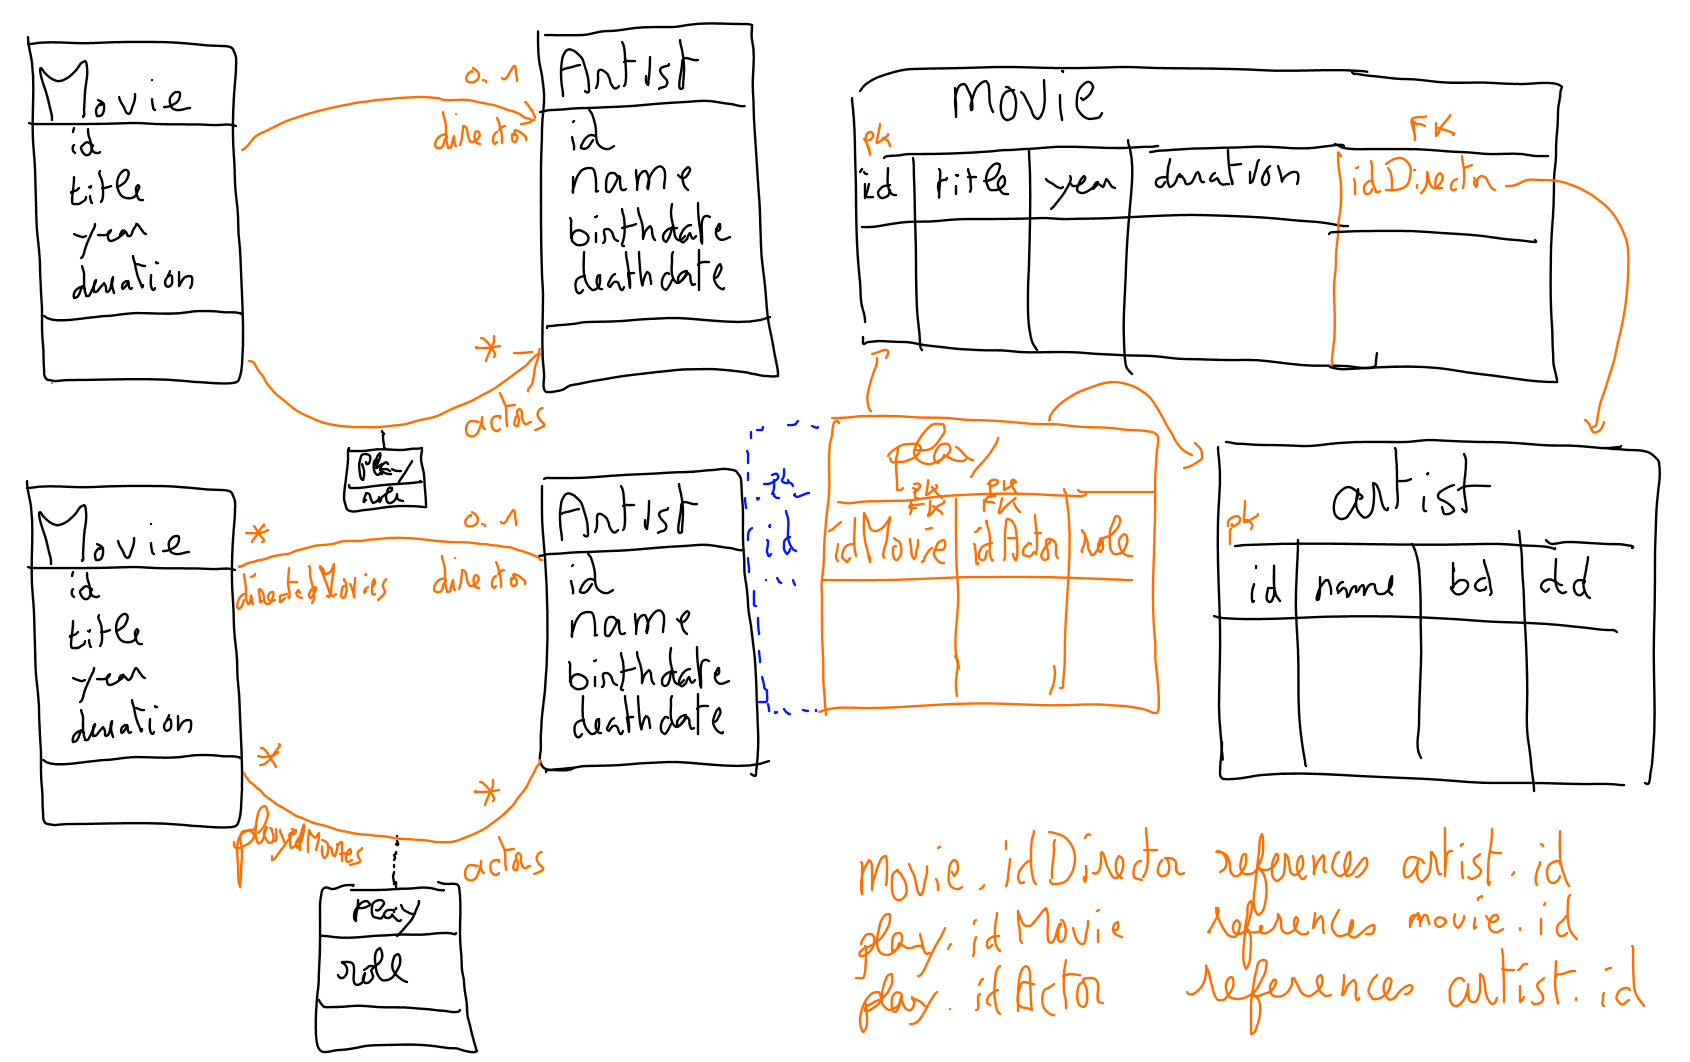 Movie
id
title
year
duration
0..1
director
*
actors
play
role
Artist
id
name
birthdate
deathdate
Movie
id
title
year
duration
*
directedMovies
0..1
director
*
playedMovies
*
actors
play
role
Artist
id
name
birthdate
deathdate
movie
pk FK
id title year duration idDirector
pk
id
play
pk pk
FK FK
idMovie idActor role
artist
pk
id name bd dd
movie.idDirector references artist.id
play.idMovie references movie.id
play.idActor references artist.id